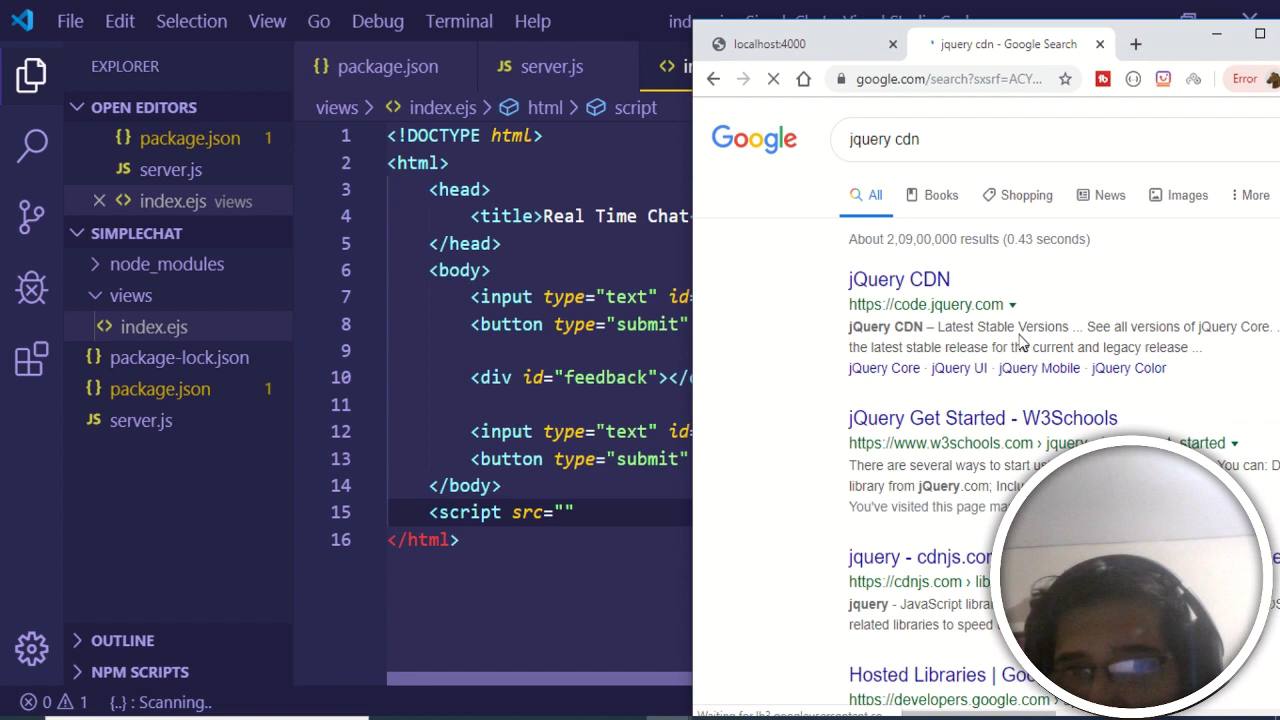 File Edit Selection View Go Debug Terminal Help
EXPLORER
OPEN EDITORS
package.json 1
server.js
index.ejs views
SIMPLECHAT
node_modules
views
index.ejs
package-lock.json
package.json 1
server.js
OUTLINE
NPM SCRIPTS
0 1 {..} : Scanning..
package.json
server.js
views index.ejs html script
1 <!DOCTYPE html>
2 <html>
3 <head>
4 <title>Real Time Chat
5 </head>
6 <body>
7 <input type="text" id=
8 <button type="submit"
9
10 <div id="feedback"></
11
12 <input type="text" id=
13 <button type="submit"
14 </body>
15 <script src=""
16 </html>
localhost:4000
jquery cdn - Google Search
google.com/search?sxsrf=ACY...
Error
Google
jquery cdn
All Books Shopping News Images More
About 2,09,00,000 results (0.43 seconds)
jQuery CDN
https://code.jquery.com
jQuery CDN – Latest Stable Versions ... See all versions of jQuery Core.
the latest stable release for the current and legacy release ...
jQuery Core · jQuery UI · jQuery Mobile · jQuery Color
jQuery Get Started - W3Schools
https://www.w3schools.com › jquery started
There are several ways to start You can:
library from jQuery.com;
You've visited this page
jquery - cdnjs.com
https://cdnjs.com ›
jquery - JavaScript
related libraries to speed
Hosted Libraries |
https://developers.google.com